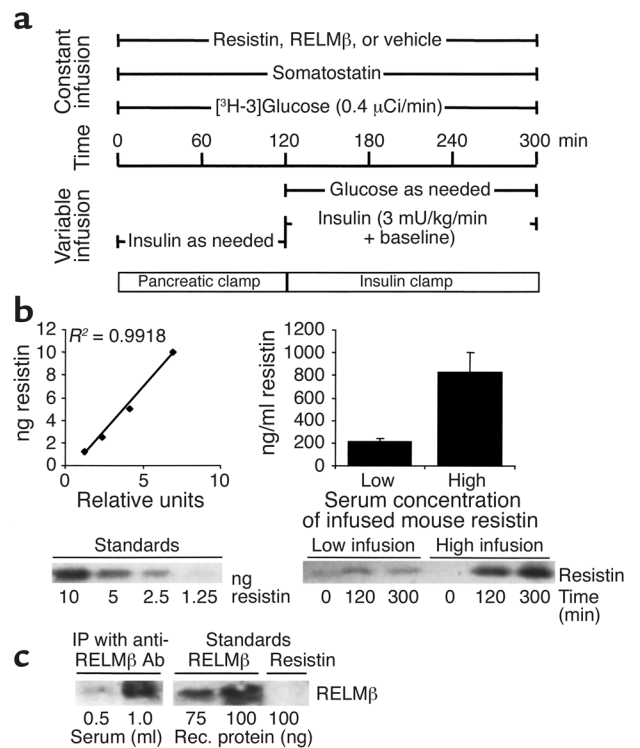 a
Constant infusion
Resistin, RELMβ, or vehicle
Somatostatin
[³H-3]Glucose (0.4 μCi/min)
Time
0 60 120 180 240 300 min
Variable infusion
Glucose as needed
Insulin as needed
Insulin (3 mU/kg/min
+ baseline)
Pancreatic clamp
Insulin clamp
b
R² = 0.9918
ng resistin
12
10
8
6
4
2
0
0 5 10
Relative units
ng/ml resistin
1200
1000
800
600
400
200
0
Low High
Serum concentration
of infused mouse resistin
Standards
10 5 2.5 1.25
ng
resistin
Low infusion High infusion
Resistin
0 120 300 0 120 300 Time
(min)
c
IP with anti-
RELMβ Ab
Standards
RELMβ Resistin
RELMβ
0.5 1.0 75 100 100
Serum (ml) Rec. protein (ng)